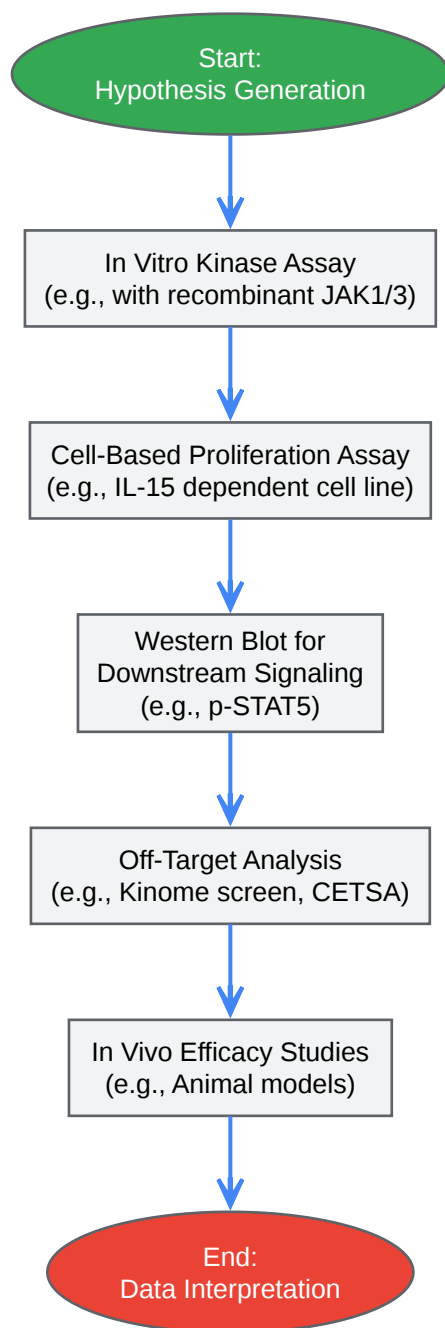 Start:
Hypothesis Generation
In Vitro Kinase Assay
(e.g., with recombinant JAK1/3)
Cell-Based Proliferation Assay
(e.g., IL-15 dependent cell line)
Western Blot for
Downstream Signaling
(e.g., p-STAT5)
Off-Target Analysis
(e.g., Kinome screen, CETSA)
In Vivo Efficacy Studies
(e.g., Animal models)
End:
Data Interpretation